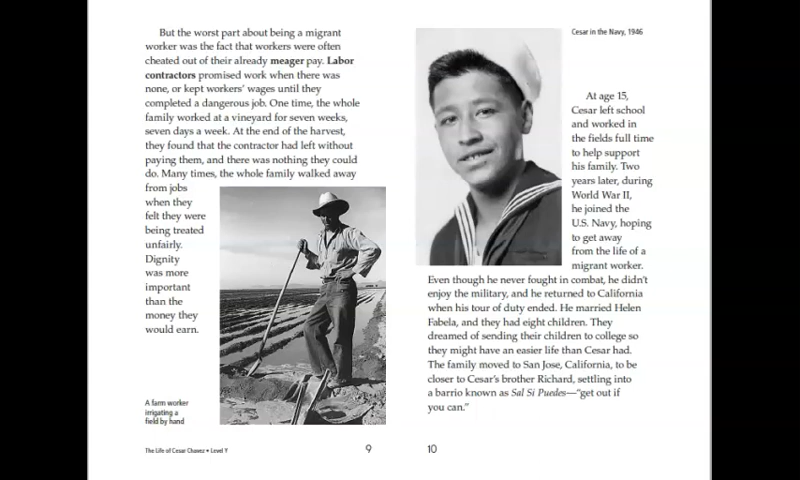 But the worst part about being a migrant
worker was the fact that workers were often
cheated out of their already meager pay. Labor
contractors promised work when there was
none, or kept workers' wages until they
completed a dangerous job. One time, the whole
family worked at a vineyard for seven weeks,
seven days a week. At the end of the harvest,
they found that the contractor had left without
paying them, and there was nothing they could
do. Many times, the whole family walked away
from jobs
when they
felt they were
being treated
unfairly.
Dignity
was more
important
than the
money they
would earn.
A farm worker
irrigating a
field by hand
The Life of Cesar Chavez • Level Y
9
Cesar in the Navy, 1946
At age 15,
Cesar left school
and worked in
the fields full time
to help support
his family. Two
years later, during
World War II,
he joined the
U.S. Navy, hoping
to get away
from the life of a
migrant worker.
Even though he never fought in combat, he didn't
enjoy the military, and he returned to California
when his tour of duty ended. He married Helen
Fabela, and they had eight children. They
dreamed of sending their children to college so
they might have an easier life than Cesar had.
The family moved to San Jose, California, to be
closer to Cesar's brother Richard, settling into
a barrio known as Sal Si Puedes—"get out if
you can."
10